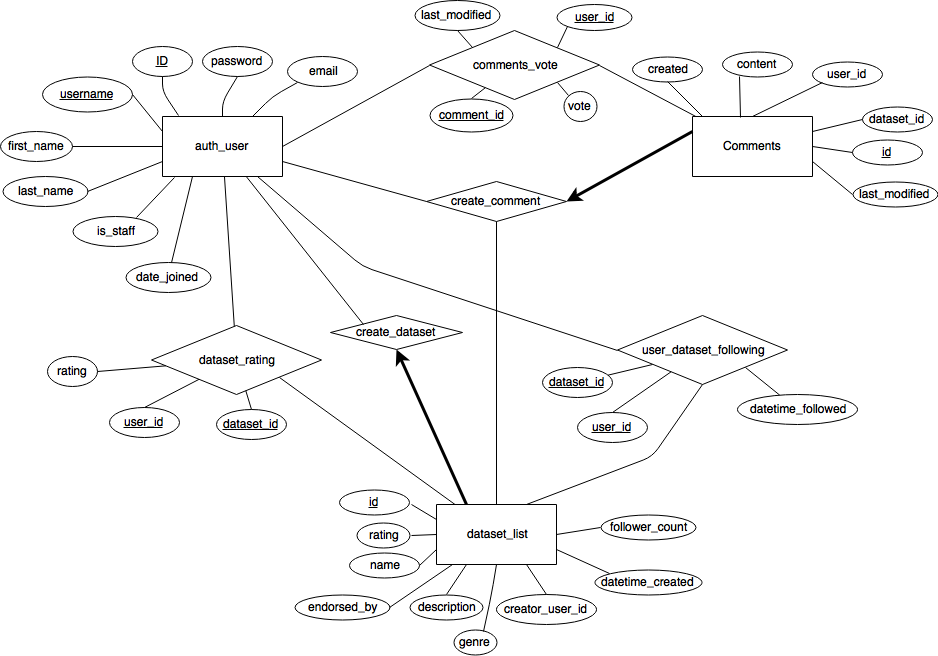 last_modified
user_id
comments_vote
comment_id
vote
ID
password
email
username
first_name
last_name
is_staff
date_joined
auth_user
created
content
user_id
dataset_id
id
last_modified
Comments
create_comment
create_dataset
dataset_rating
rating
user_id
dataset_id
user_dataset_following
dataset_id
user_id
datetime_followed
id
rating
name
endorsed_by
description
genre
creator_user_id
datetime_created
follower_count
dataset_list